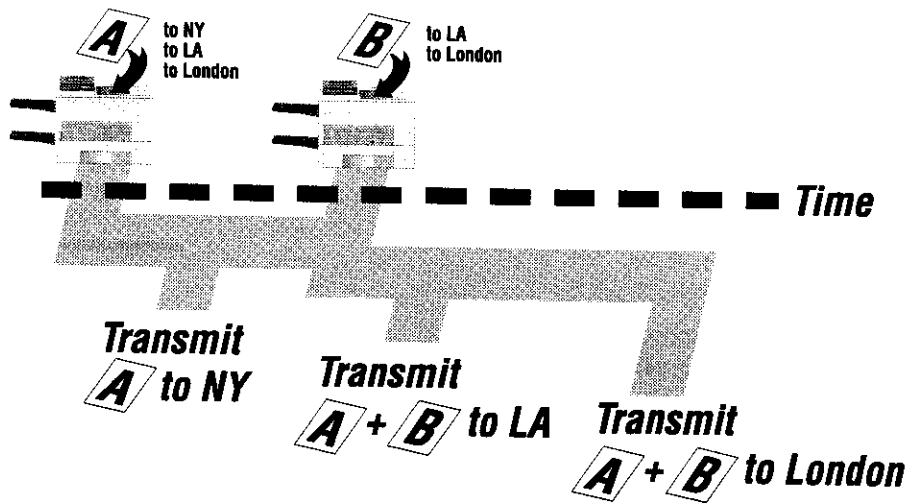 A to NY
to LA
to London
B to LA
to London
Time
Transmit
A to NY
Transmit
A + B to LA
Transmit
A + B to London